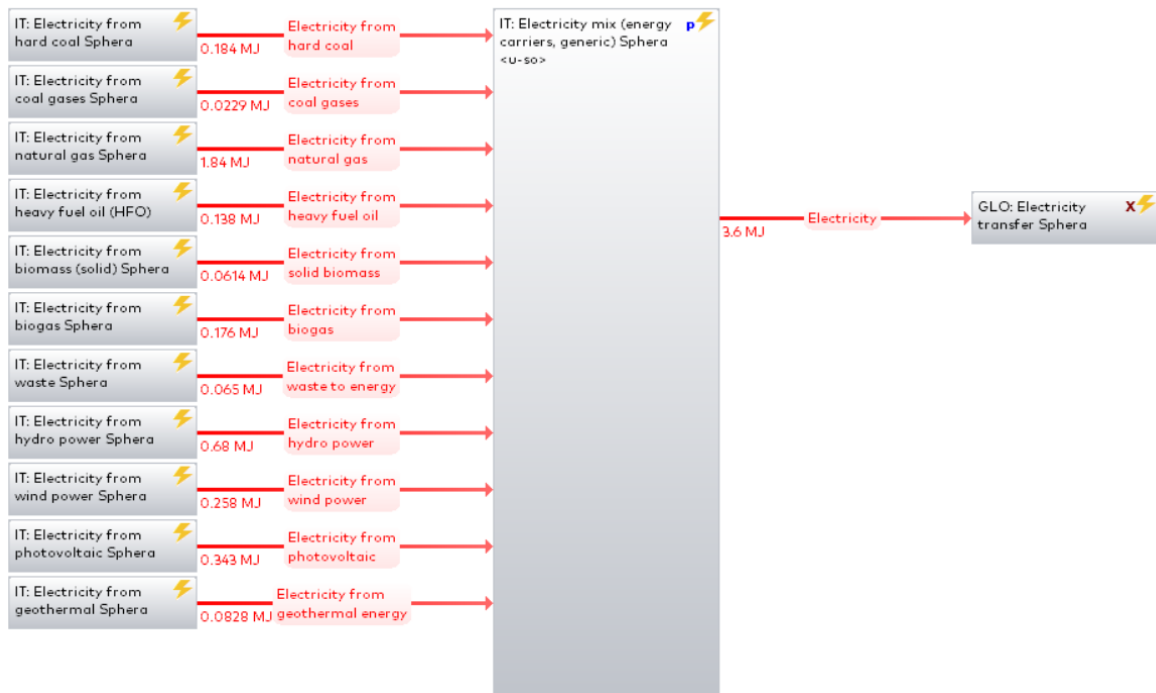 IT: Electricity from
hard coal Sphera
0.184 MJ
Electricity from
hard coal
IT: Electricity from
coal gases Sphera
0.0229 MJ
Electricity from
coal gases
IT: Electricity from
natural gas Sphera
1.84 MJ
Electricity from
natural gas
IT: Electricity from
heavy fuel oil (HFO)
0.138 MJ
Electricity from
heavy fuel oil
IT: Electricity from
biomass (solid) Sphera
0.0614 MJ
Electricity from
solid biomass
IT: Electricity from
biogas Sphera
0.176 MJ
Electricity from
biogas
IT: Electricity from
waste Sphera
0.065 MJ
Electricity from
waste to energy
IT: Electricity from
hydro power Sphera
0.68 MJ
Electricity from
hydro power
IT: Electricity from
wind power Sphera
0.258 MJ
Electricity from
wind power
IT: Electricity from
photovoltaic Sphera
0.343 MJ
Electricity from
photovoltaic
IT: Electricity from
geothermal Sphera
0.0828 MJ
Electricity from
geothermal energy
IT: Electricity mix (energy
carriers, generic) Sphera
<u-so>
p
3.6 MJ
Electricity
GLO: Electricity
transfer Sphera
X